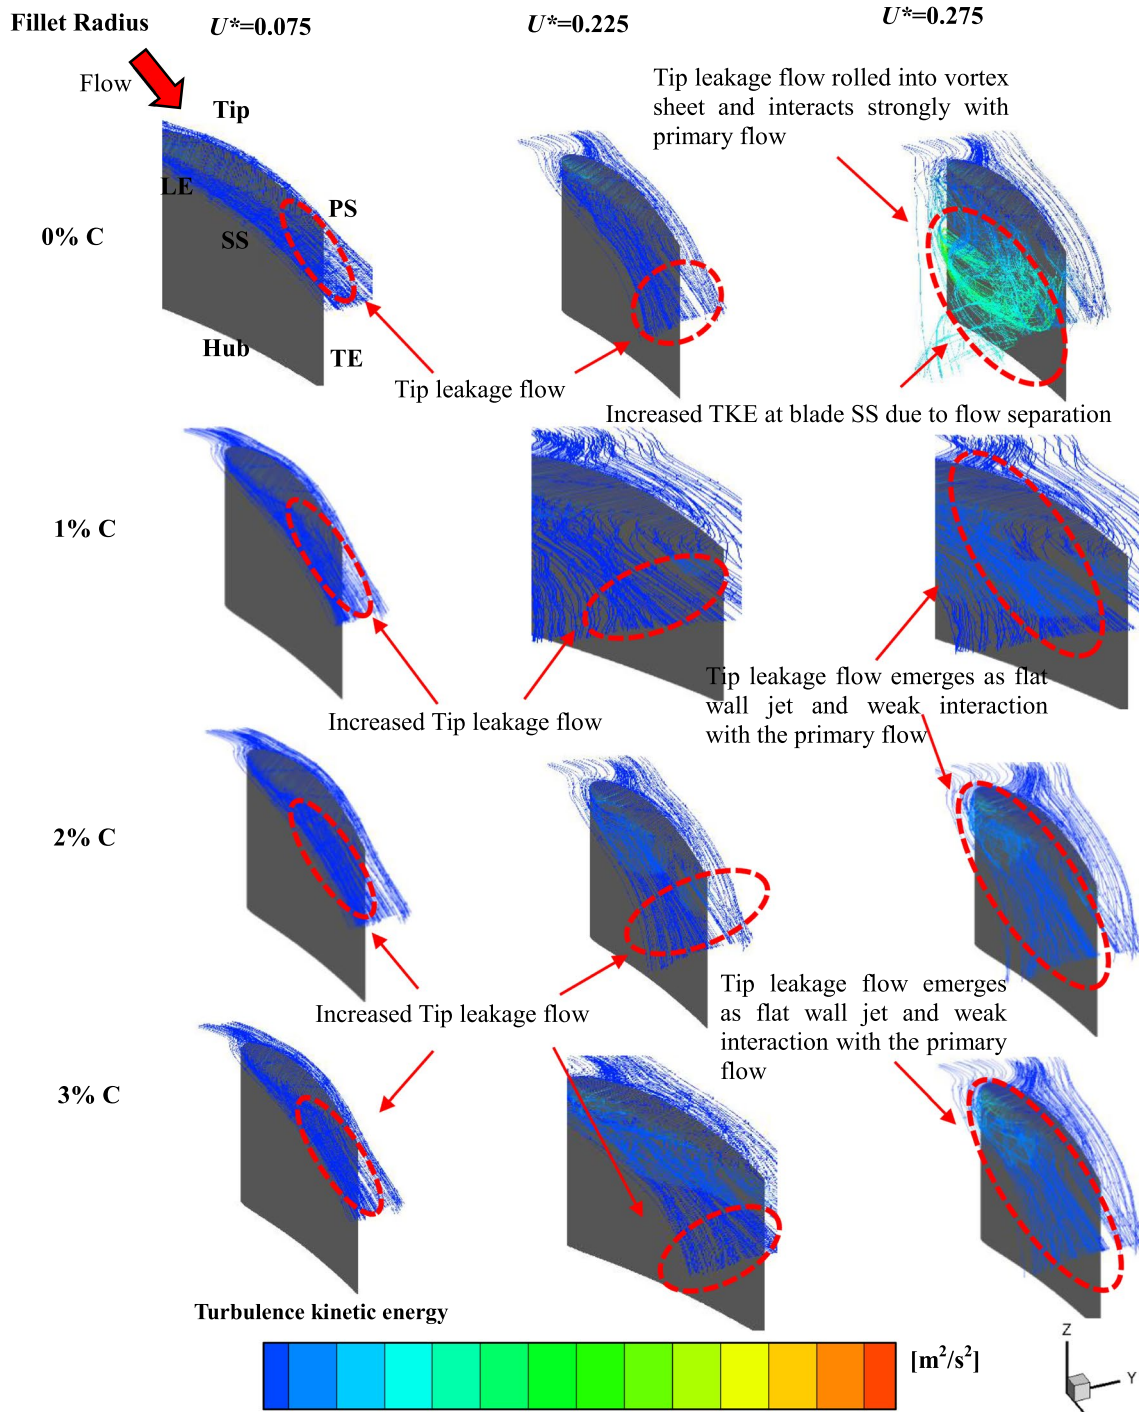 Fillet Radius
U*=0.075
U*=0.225
U*=0.275
Flow
Tip
LE
PS
SS
Hub
TE
0% C
Tip leakage flow rolled into vortex
sheet and interacts strongly with
primary flow
Tip leakage flow
Increased TKE at blade SS due to flow separation
1% C
Increased Tip leakage flow
Tip leakage flow emerges as flat
wall jet and weak interaction
with the primary flow
2% C
Increased Tip leakage flow
Tip leakage flow emerges
as flat wall jet and weak
interaction with the primary
flow
3% C
Turbulence kinetic energy
[m²/s²]
Z
Y